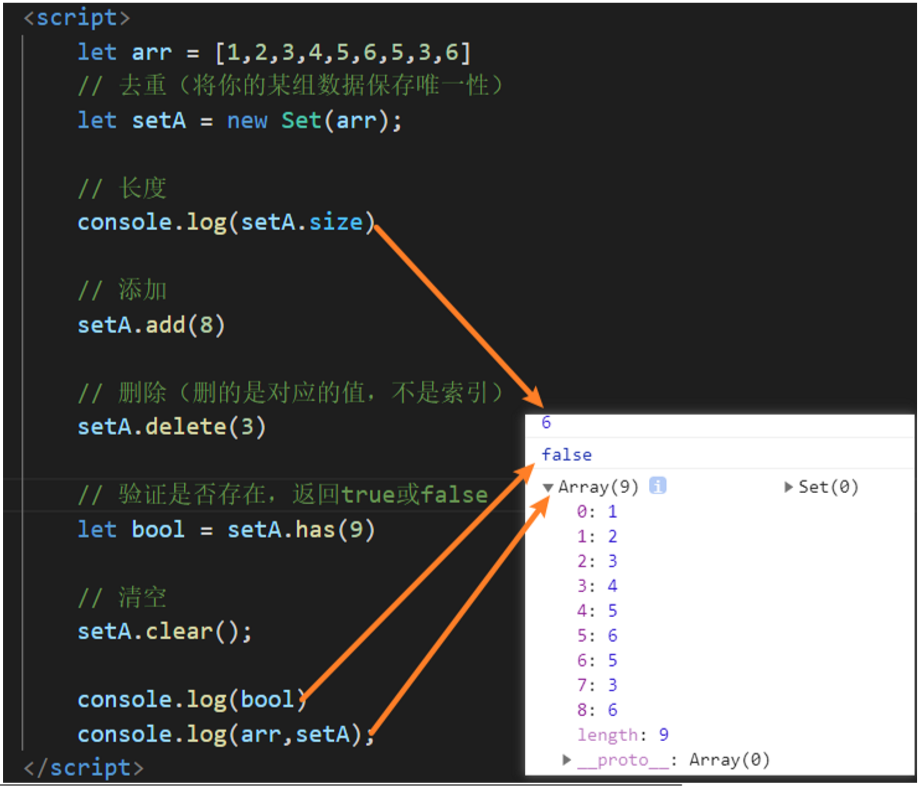 <script>
let arr = [1,2,3,4,5,6,5,3,6]
// 去重（将你的某组数据保存唯一性）
let setA = new Set(arr);
// 长度
console.log(setA.size)
// 添加
setA.add(8)
// 删除（删的是对应的值，不是索引）
setA.delete(3)
// 验证是否存在，返回true或false
let bool = setA.has(9)
// 清空
setA.clear();
console.log(bool)
console.log(arr,setA);
</script>
6
false
▼Array(9) i ▶Set(0)
0: 1
1: 2
2: 3
3: 4
4: 5
5: 6
6: 5
7: 3
8: 6
length: 9
▶__proto__: Array(0)